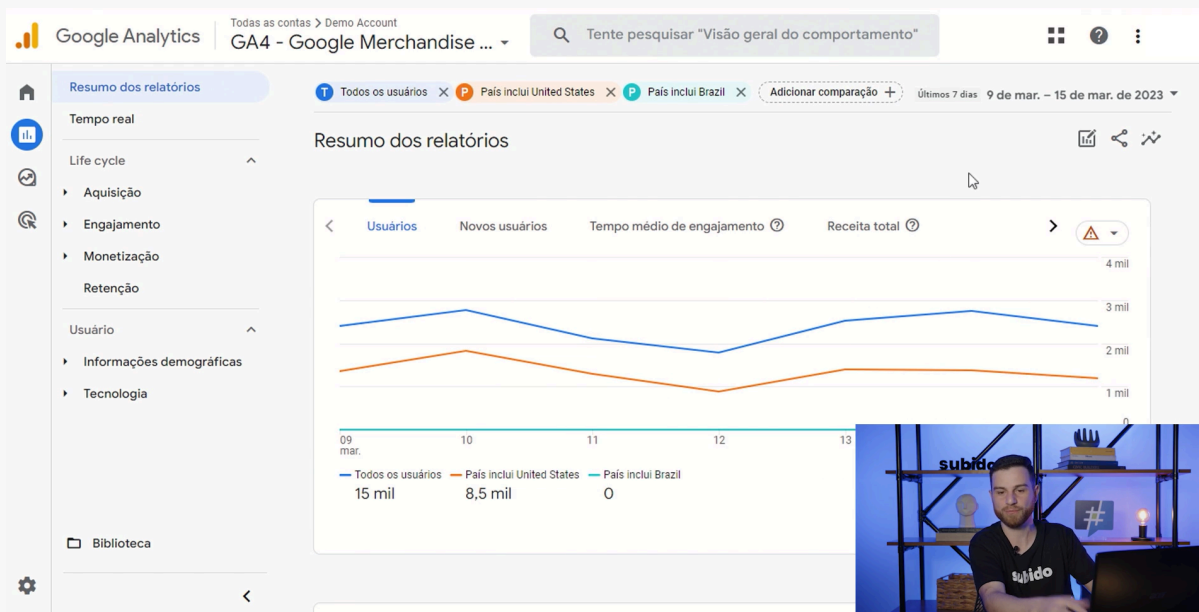 Google Analytics
Todas as contas > Demo Account
GA4 - Google Merchandise ...
Tente pesquisar "Visão geral do comportamento"
Resumo dos relatórios
Tempo real
Life cycle
Aquisição
Engajamento
Monetização
Retenção
Usuário
Informações demográficas
Tecnologia
Biblioteca
T Todos os usuários
P País inclui United States
P País inclui Brazil
Adicionar comparação +
Últimos 7 dias 9 de mar. – 15 de mar. de 2023
Resumo dos relatórios
Usuários
Novos usuários
Tempo médio de engajamento
Receita total
4 mil
3 mil
2 mil
1 mil
0
09
mar.
10
11
12
13
Todos os usuários
15 mil
País inclui United States
8,5 mil
País inclui Brazil
0
subido
#
subido